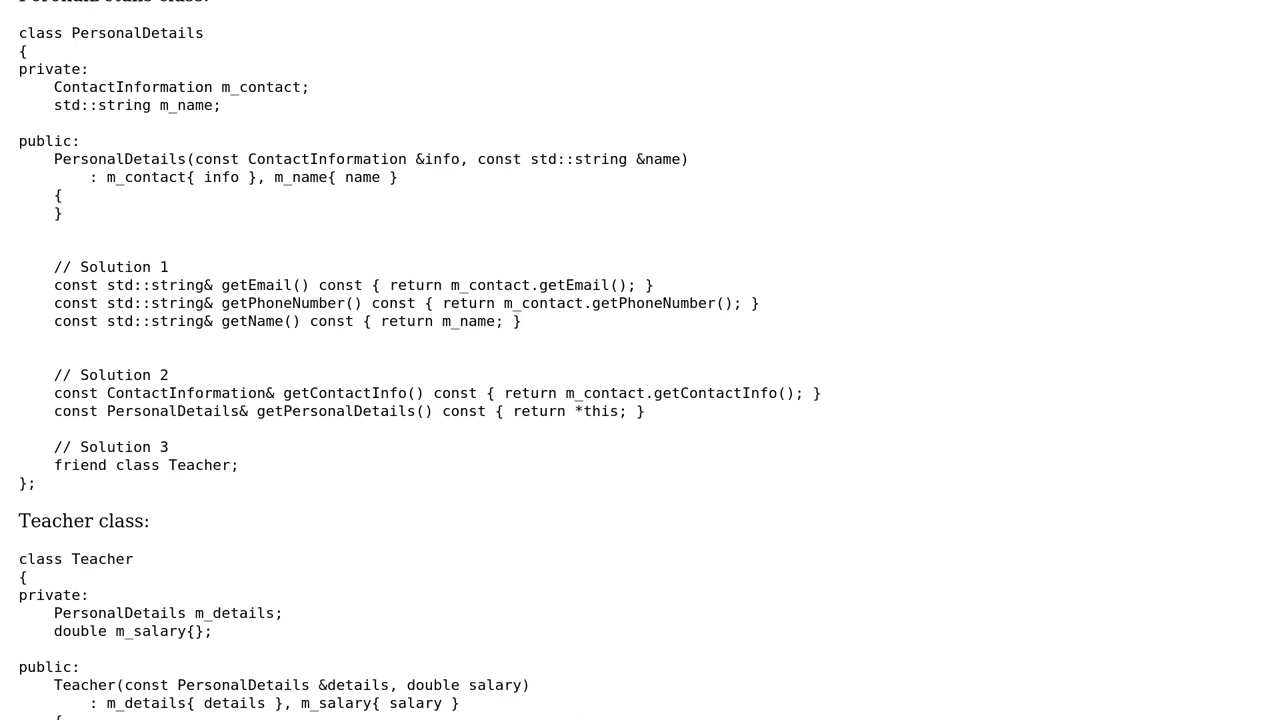 PersonalDetails class:
class PersonalDetails
{
private:
    ContactInformation m_contact;
    std::string m_name;

public:
    PersonalDetails(const ContactInformation &info, const std::string &name)
        : m_contact{ info }, m_name{ name }
    {
    }

    // Solution 1
    const std::string& getEmail() const { return m_contact.getEmail(); }
    const std::string& getPhoneNumber() const { return m_contact.getPhoneNumber(); }
    const std::string& getName() const { return m_name; }

    // Solution 2
    const ContactInformation& getContactInfo() const { return m_contact.getContactInfo(); }
    const PersonalDetails& getPersonalDetails() const { return *this; }

    // Solution 3
    friend class Teacher;
};
Teacher class:
class Teacher
{
private:
    PersonalDetails m_details;
    double m_salary{};

public:
    Teacher(const PersonalDetails &details, double salary)
        : m_details{ details }, m_salary{ salary }
    {